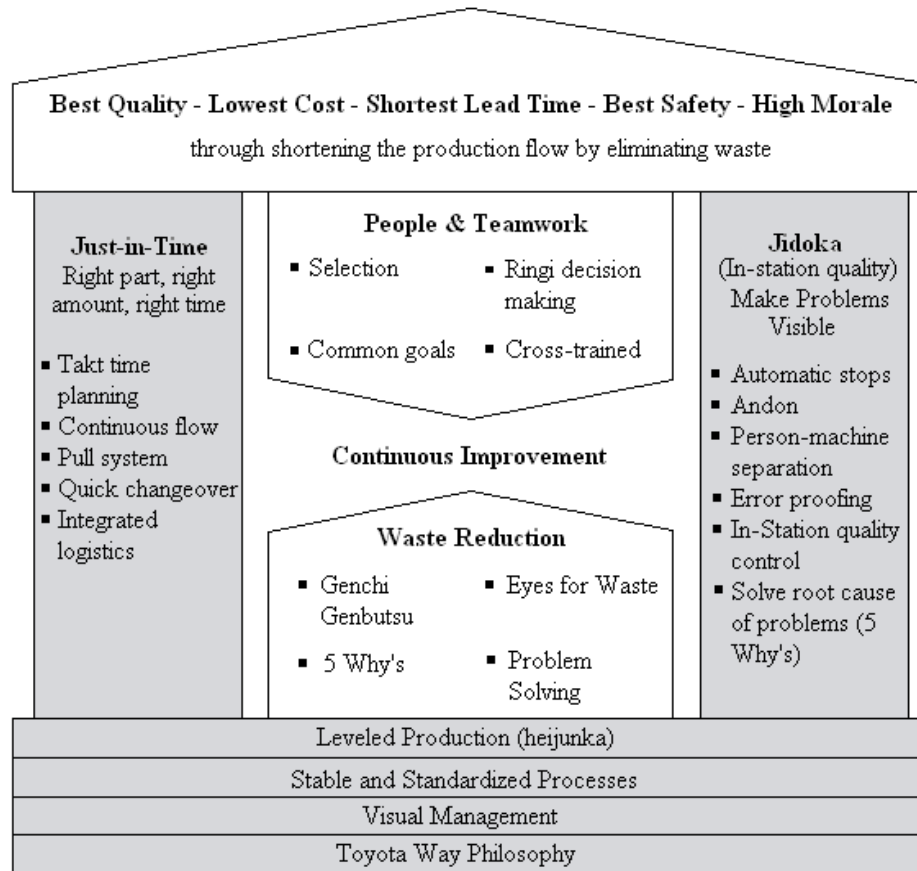 Best Quality - Lowest Cost - Shortest Lead Time - Best Safety - High Morale
through shortening the production flow by eliminating waste
Just-in-Time
Right part, right
amount, right time
▪ Takt time
planning
▪ Continuous flow
▪ Pull system
▪ Quick changeover
▪ Integrated
logistics
People & Teamwork
▪ Selection
▪ Ringi decision
making
▪ Common goals
▪ Cross-trained
Continuous Improvement
Waste Reduction
▪ Genchi
Genbutsu
▪ Eyes for Waste
▪ 5 Why's
▪ Problem
Solving
Jidoka
(In-station quality)
Make Problems
Visible
▪ Automatic stops
▪ Andon
▪ Person-machine
separation
▪ Error proofing
▪ In-Station quality
control
▪ Solve root cause
of problems (5
Why's)
Leveled Production (heijunka)
Stable and Standardized Processes
Visual Management
Toyota Way Philosophy